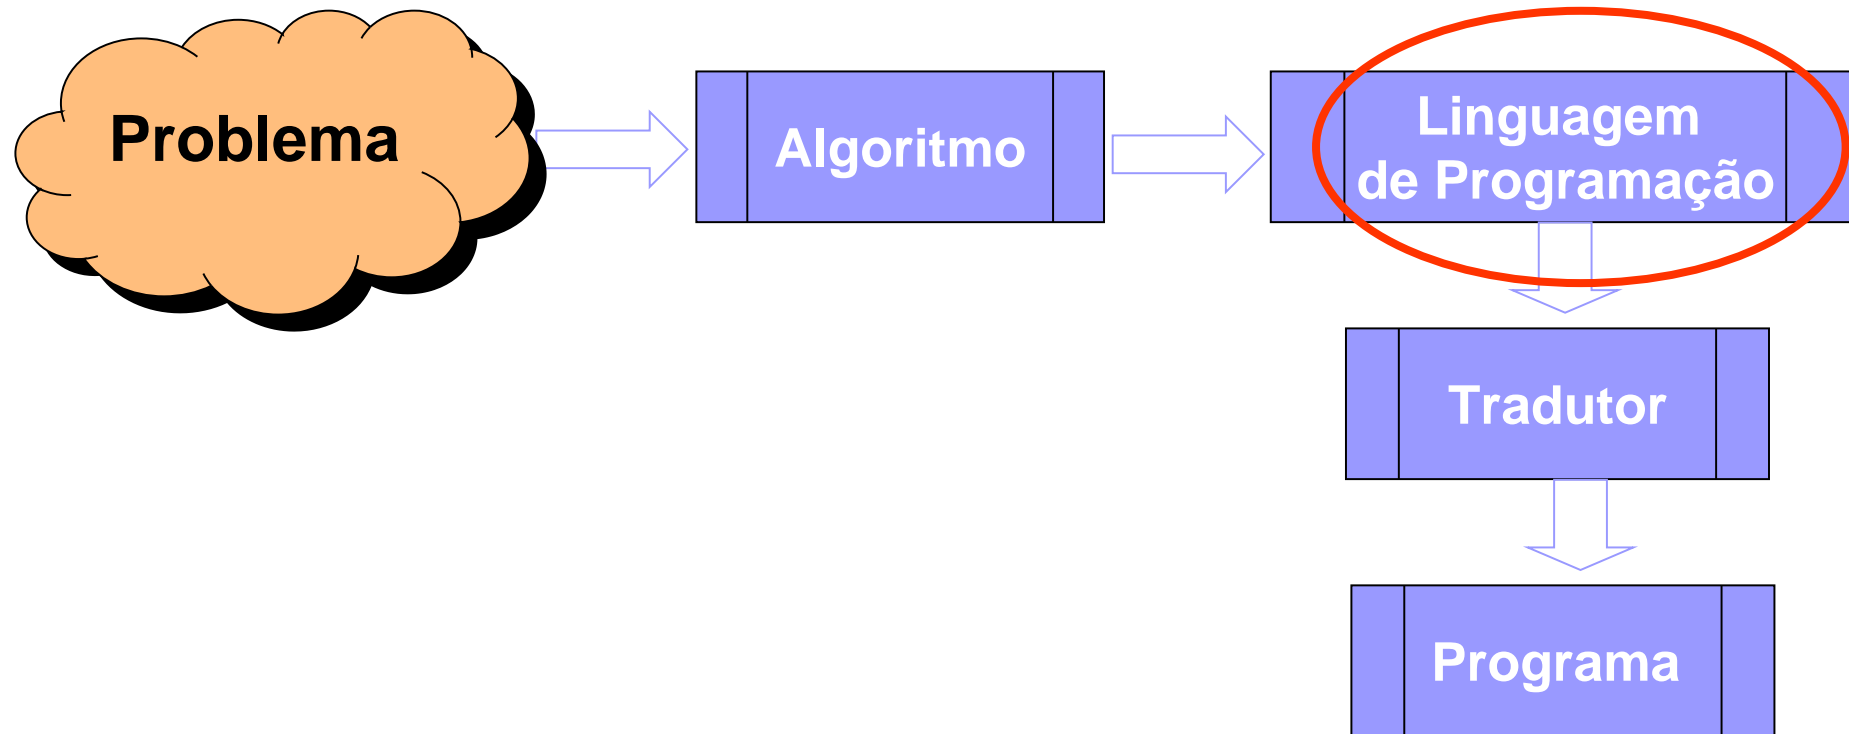 Problema
Algoritmo
Linguagem
de Programação
Tradutor
Programa